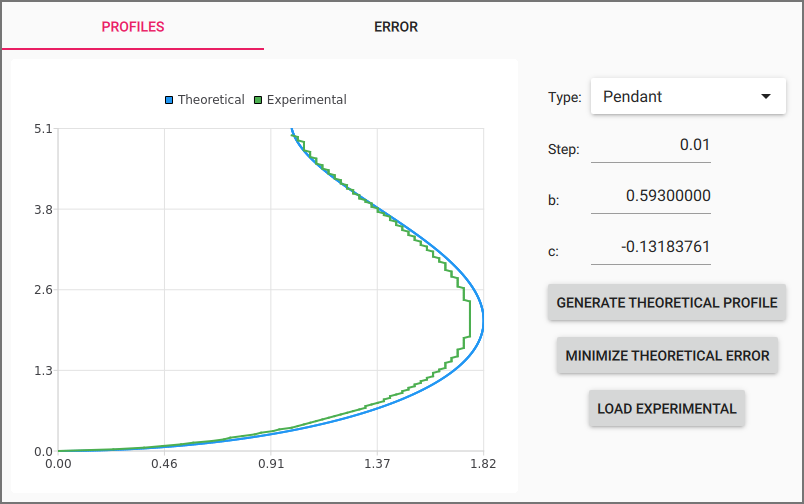 PROFILES ERROR
Theoretical Experimental
5.1
3.8
2.6
1.3
0.0
0.00 0.46 0.91 1.37 1.82
Type: Pendant
Step: 0.01
b: 0.59300000
c: -0.13183761
GENERATE THEORETICAL PROFILE
MINIMIZE THEORETICAL ERROR
LOAD EXPERIMENTAL